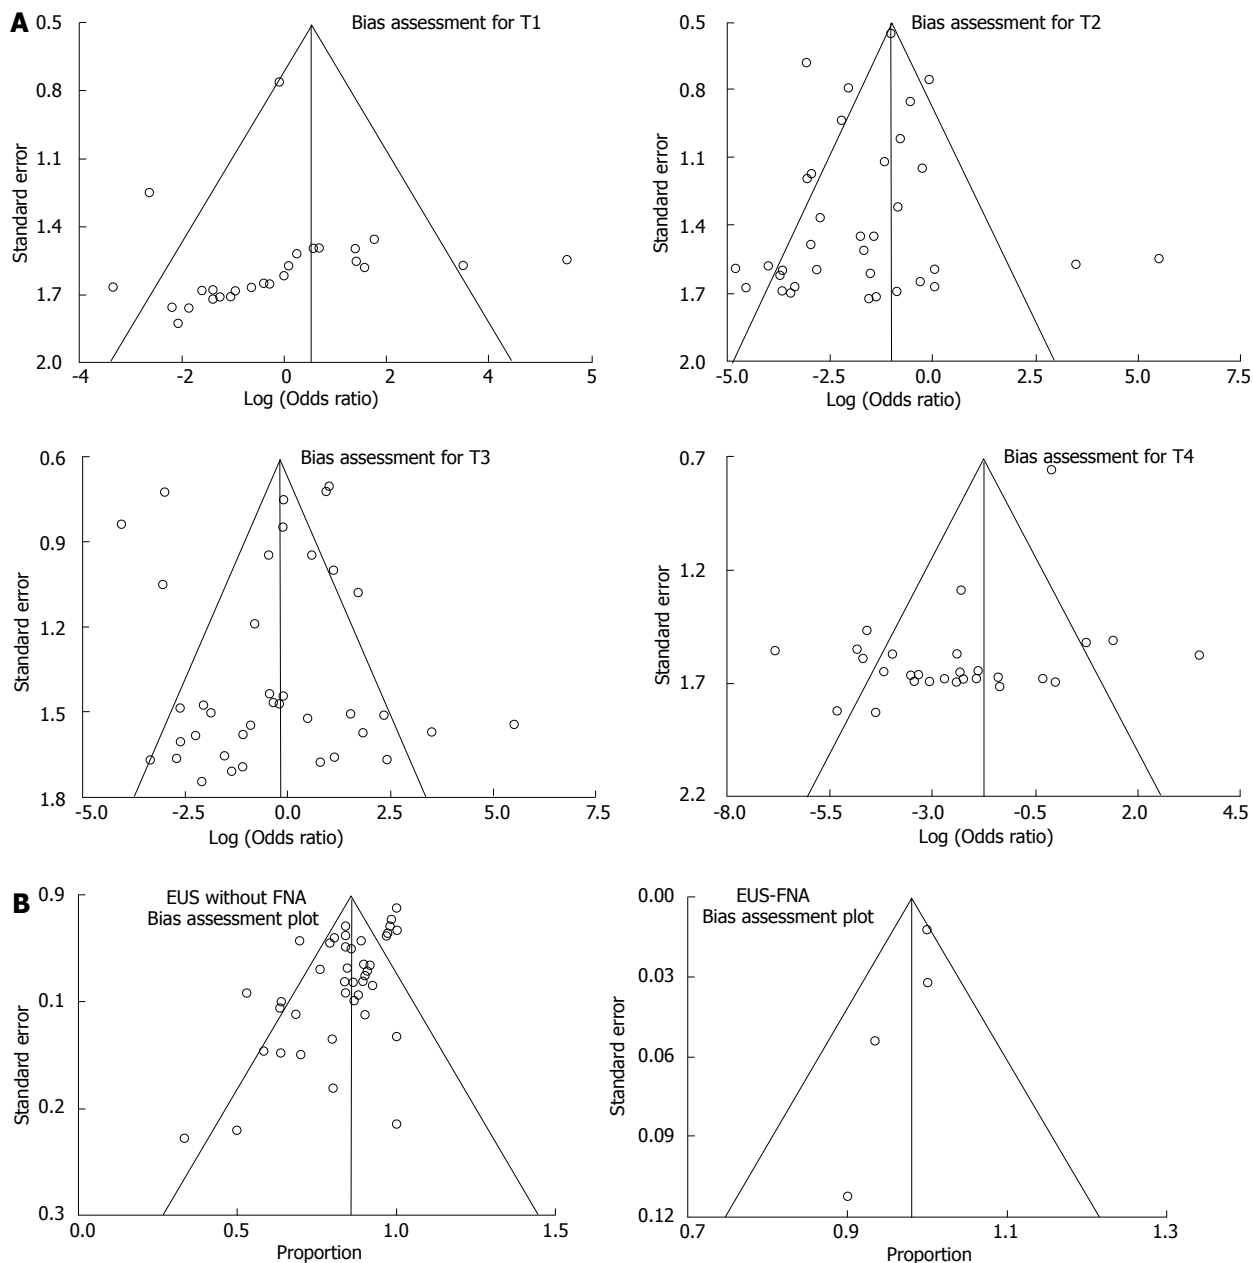 A
Bias assessment for T1
0.5
0.8
1.1
1.4
1.7
2.0
Standard error
-4
-2
0
2
4
5
Log (Odds ratio)
Bias assessment for T2
0.5
0.8
1.1
1.4
1.7
2.0
Standard error
-5.0
-2.5
0.0
2.5
5.0
7.5
Log (Odds ratio)
Bias assessment for T3
0.6
0.9
1.2
1.5
1.8
Standard error
-5.0
-2.5
0.0
2.5
5.0
7.5
Log (Odds ratio)
Bias assessment for T4
0.7
1.2
1.7
2.2
Standard error
-8.0
-5.5
-3.0
-0.5
2.0
4.5
Log (Odds ratio)
B
EUS without FNA
Bias assessment plot
0.9
0.1
0.2
0.3
Standard error
0.0
0.5
1.0
1.5
Proportion
EUS-FNA
Bias assessment plot
0.00
0.03
0.06
0.09
0.12
Standard error
0.7
0.9
1.1
1.3
Proportion